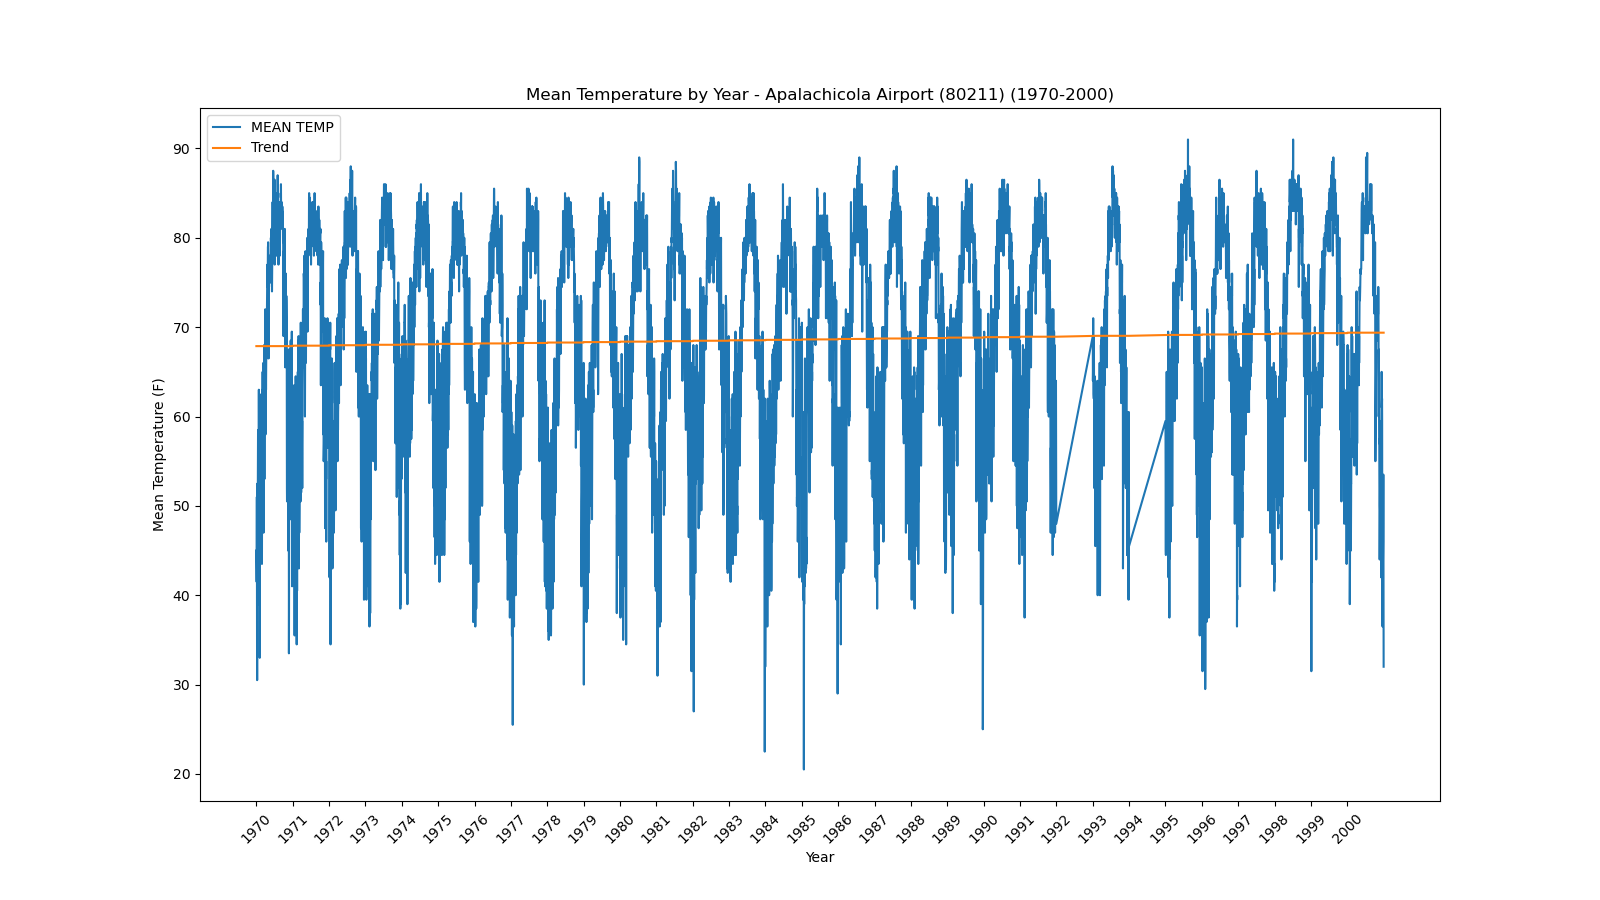 Mean Temperature by Year - Apalachicola Airport (80211) (1970-2000)
MEAN TEMP
Trend
90
80
70
60
50
40
30
20
Mean Temperature (F)
1970 1971 1972 1973 1974 1975 1976 1977 1978 1979 1980 1981 1982 1983 1984 1985 1986 1987 1988 1989 1990 1991 1992 1993 1994 1995 1996 1997 1998 1999 2000
Year